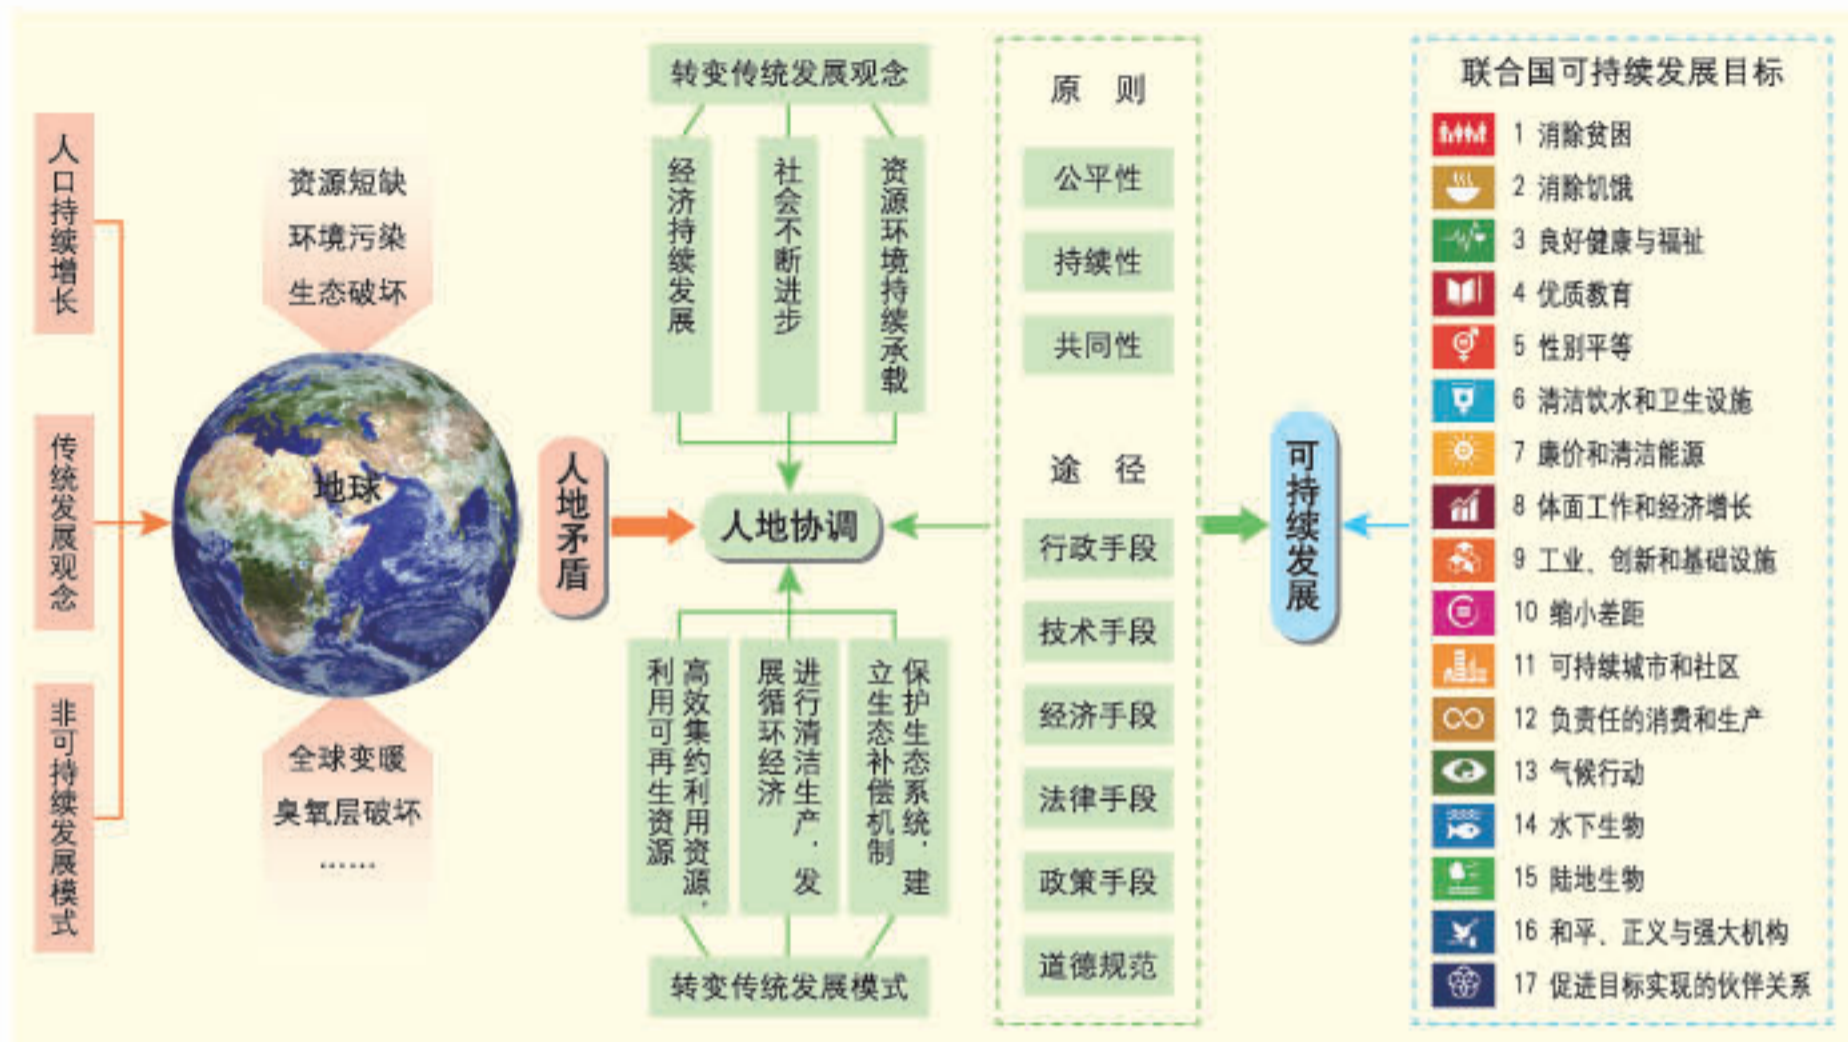 人口持续增长
传统发展观念
非可持续发展模式
资源短缺
环境污染
生态破坏
地球
全球变暖
臭氧层破坏
……
人地矛盾
转变传统发展观念
经济持续发展
社会不断进步
资源环境持续承载
人地协调
高效集约利用资源，
利用可再生资源
进行清洁生产，发
展循环经济
保护生态系统，建
立生态补偿机制
转变传统发展模式
原 则
公平性
持续性
共同性
途 径
行政手段
技术手段
经济手段
法律手段
政策手段
道德规范
可持续发展
联合国可持续发展目标
1 消除贫困
2 消除饥饿
3 良好健康与福祉
4 优质教育
5 性别平等
6 清洁饮水和卫生设施
7 廉价和清洁能源
8 体面工作和经济增长
9 工业、创新和基础设施
10 缩小差距
11 可持续城市和社区
12 负责任的消费和生产
13 气候行动
14 水下生物
15 陆地生物
16 和平、正义与强大机构
17 促进目标实现的伙伴关系